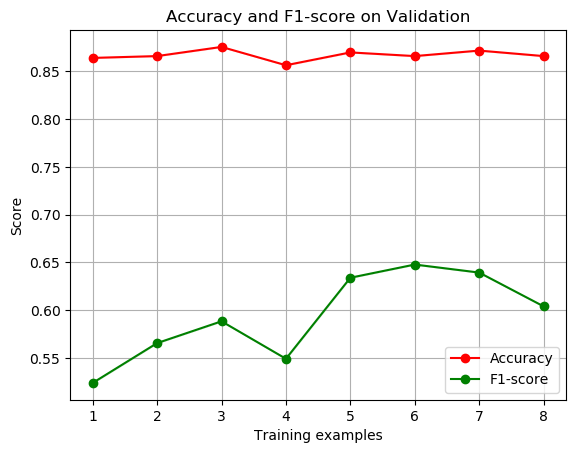 Accuracy and F1-score on Validation
Score
0.85
0.80
0.75
0.70
0.65
0.60
0.55
1 2 3 4 5 6 7 8
Training examples
Accuracy
F1-score